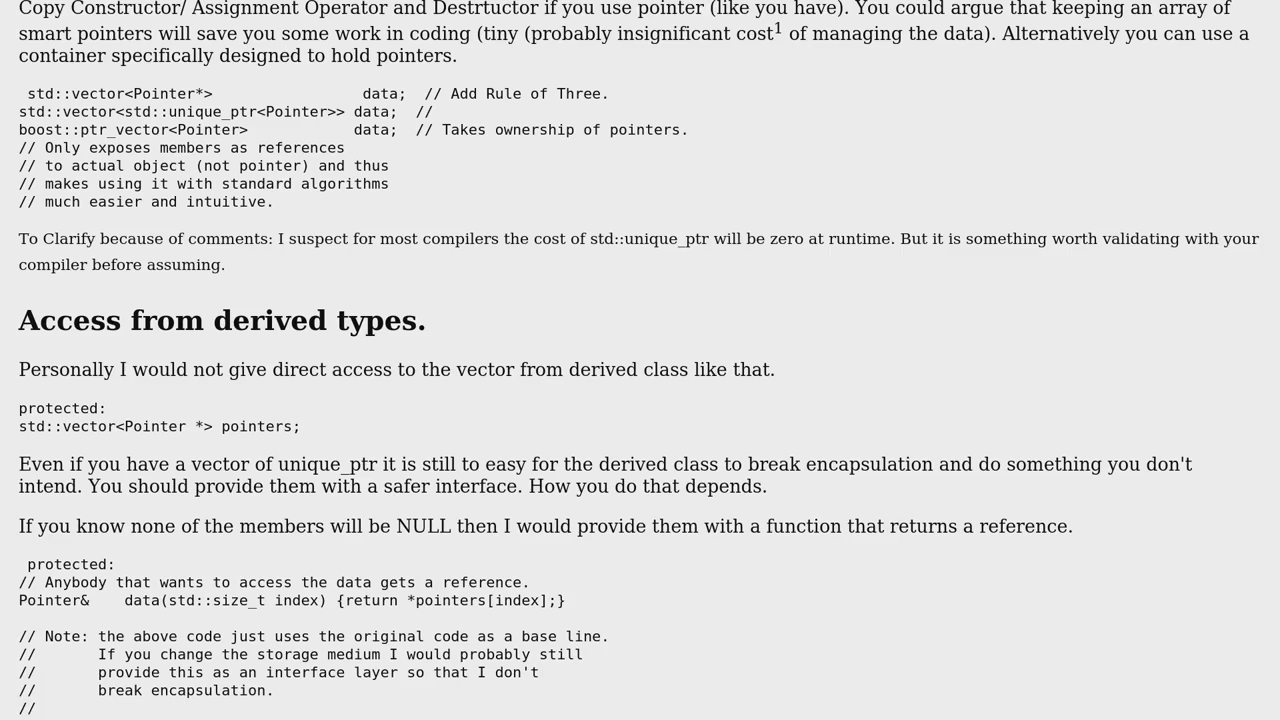 Copy Constructor/ Assignment Operator and Destrtuctor if you use pointer (like you have). You could argue that keeping an array of
smart pointers will save you some work in coding (tiny (probably insignificant cost1 of managing the data). Alternatively you can use a
container specifically designed to hold pointers.
std::vector<Pointer*>                 data;  // Add Rule of Three.
std::vector<std::unique_ptr<Pointer>> data;  //
boost::ptr_vector<Pointer>            data;  // Takes ownership of pointers.
// Only exposes members as references
// to actual object (not pointer) and thus
// makes using it with standard algorithms
// much easier and intuitive.
To Clarify because of comments: I suspect for most compilers the cost of std::unique_ptr will be zero at runtime. But it is something worth validating with your
compiler before assuming.
Access from derived types.
Personally I would not give direct access to the vector from derived class like that.
protected:
std::vector<Pointer *> pointers;
Even if you have a vector of unique_ptr it is still to easy for the derived class to break encapsulation and do something you don't
intend. You should provide them with a safer interface. How you do that depends.
If you know none of the members will be NULL then I would provide them with a function that returns a reference.
protected:
// Anybody that wants to access the data gets a reference.
Pointer&    data(std::size_t index) {return *pointers[index];}
// Note: the above code just uses the original code as a base line.
//       If you change the storage medium I would probably still
//       provide this as an interface layer so that I don't
//       break encapsulation.
//